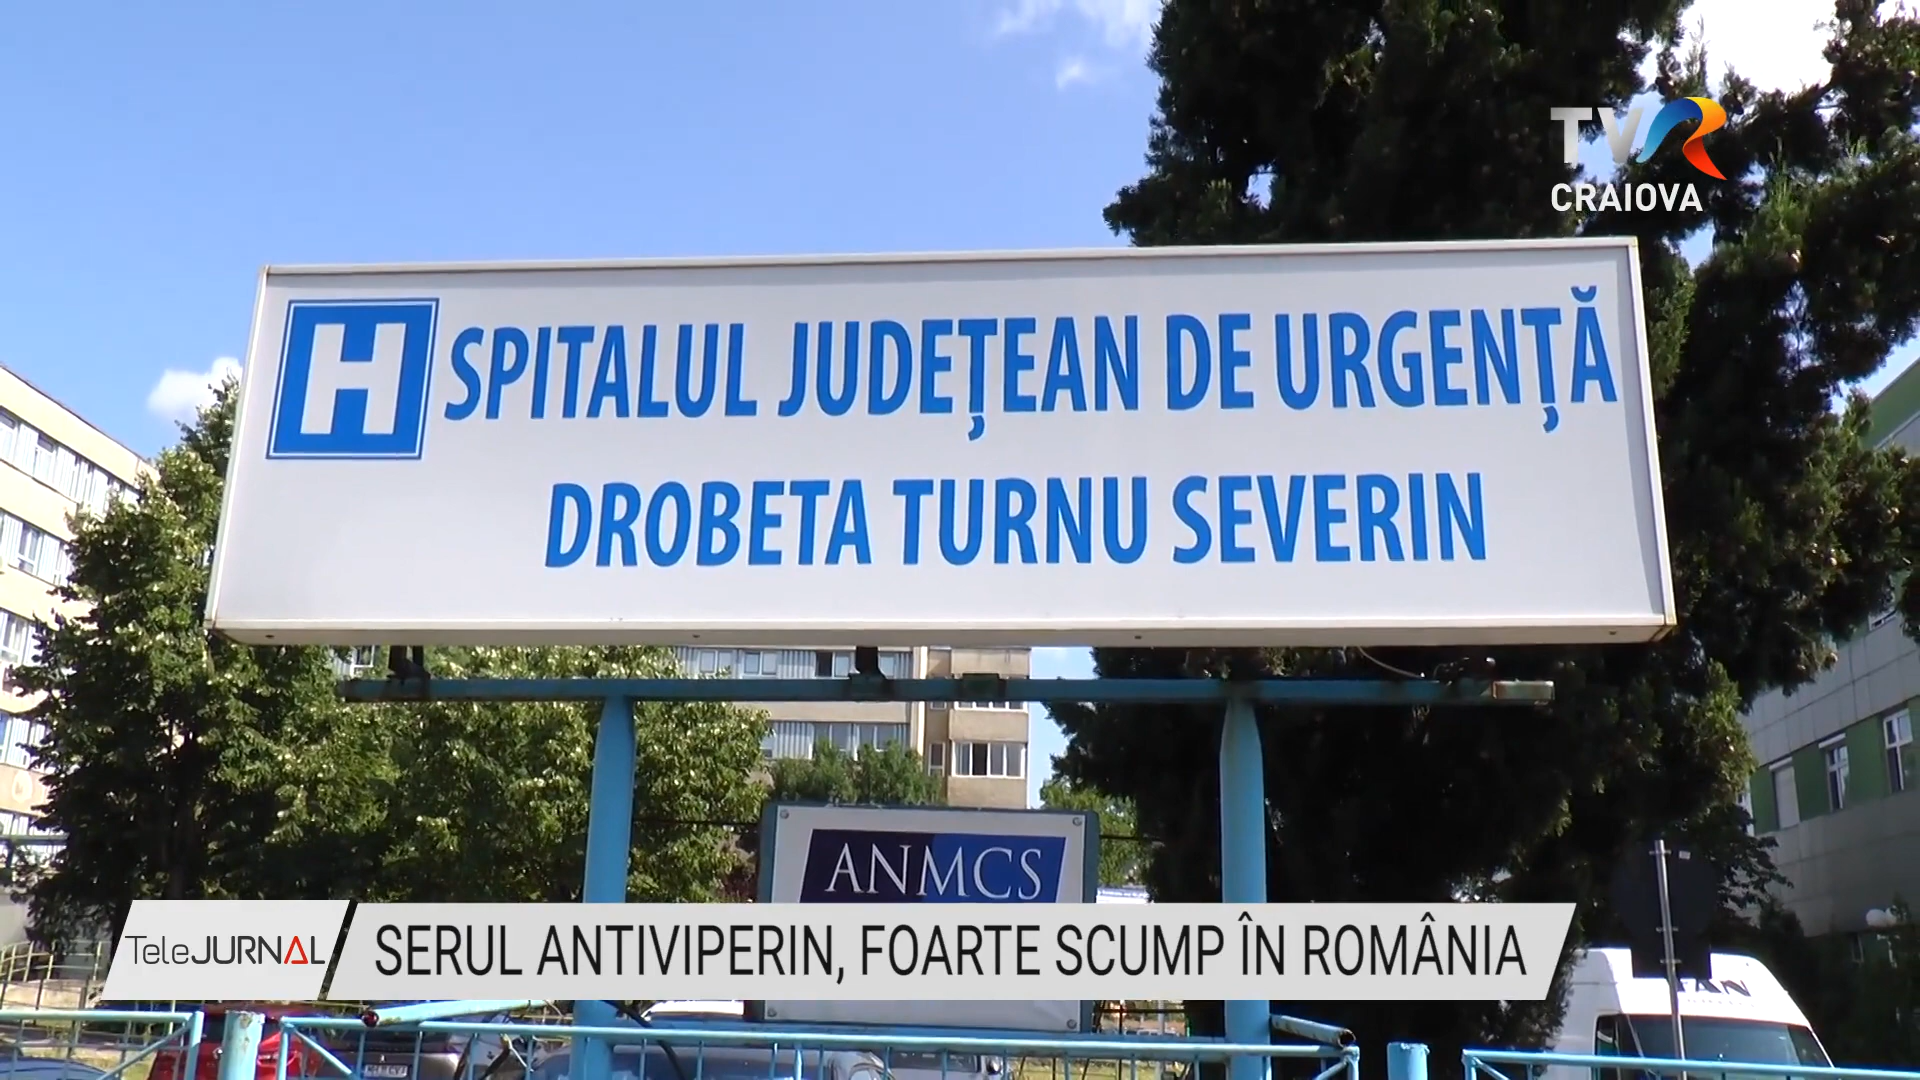 TVR
CRAIOVA
H SPITALUL JUDEȚEAN DE URGENȚĂ
DROBETA TURNU SEVERIN
ANMCS
TeleJURNAL
SERUL ANTIVIPERIN, FOARTE SCUMP ÎN ROMÂNIA